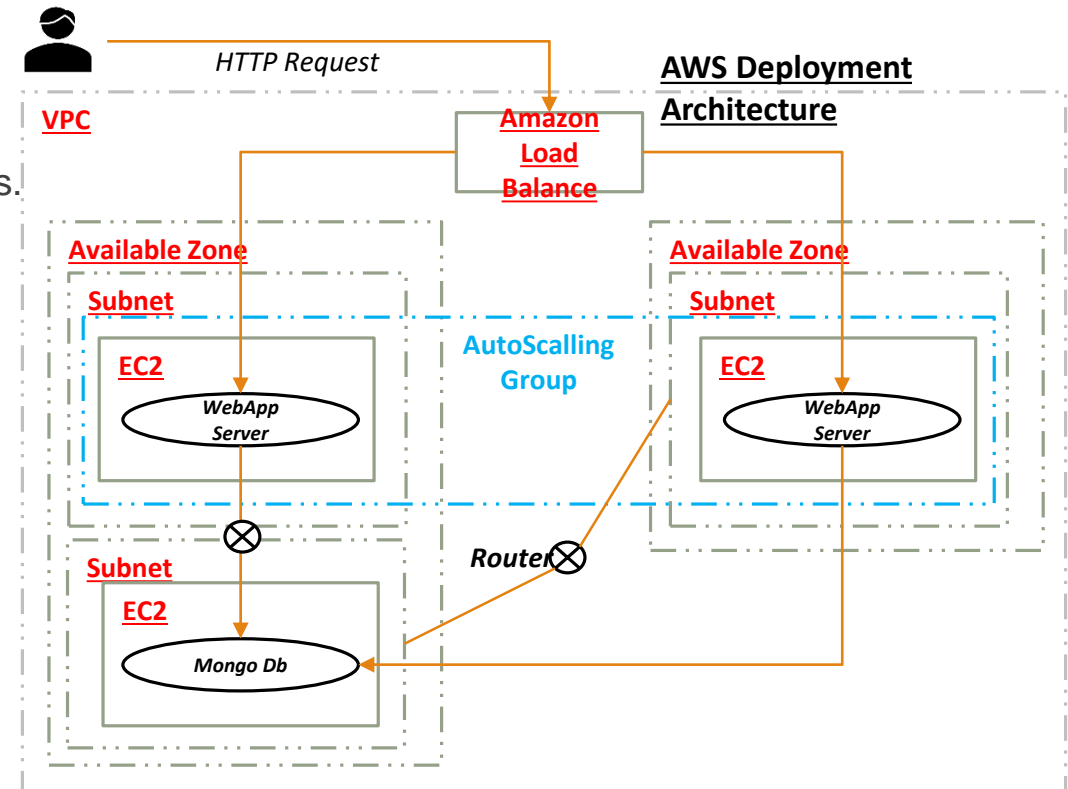 HTTP Request
AWS Deployment
Architecture
VPC
Amazon
Load
Balance
s.
Available Zone
Available Zone
Subnet
Subnet
AutoScalling
Group
EC2
EC2
WebApp
Server
WebApp
Server
Router
Subnet
EC2
Mongo Db